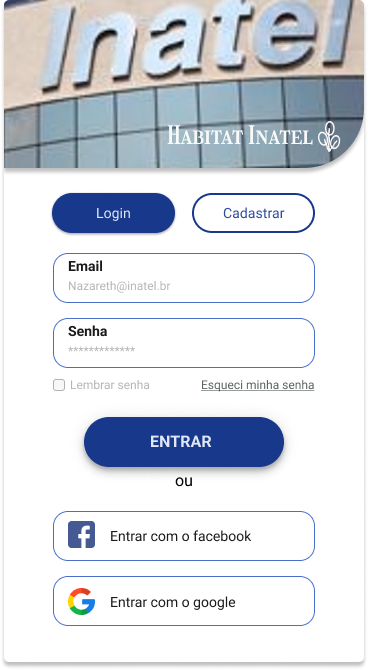 Inatel
HABITAT INATEL
Login
Cadastrar
Email
Nazareth@inatel.br
Senha
*************
Lembrar senha
Esqueci minha senha
ENTRAR
ou
Entrar com o facebook
Entrar com o google